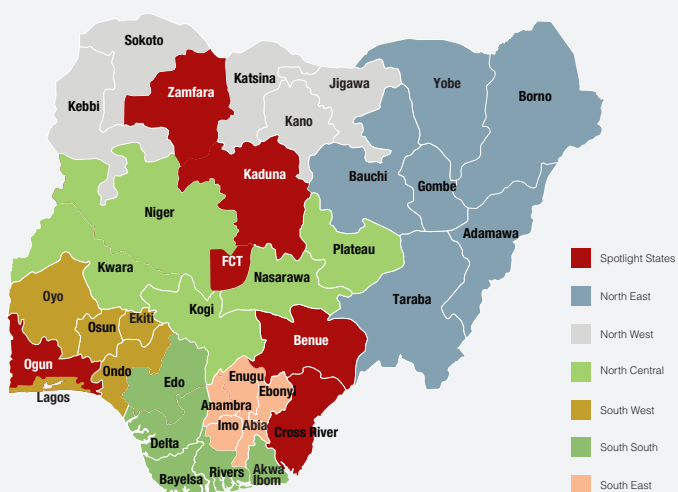 Sokoto
Zamfara
Katsina
Jigawa
Yobe
Borno
Kebbi
Kano
Kaduna
Bauchi
Gombe
Niger
Adamawa
Plateau
FCT
Kwara
Nasarawa
Taraba
Oyo
Kogi
Osun
Ekiti
Benue
Ogun
Ondo
Edo
Enugu
Ebonyi
Lagos
Anambra
Imo
Abia
Cross River
Delta
Rivers
Akwa
Ibom
Bayelsa
Spotlight States
North East
North West
North Central
South West
South South
South East